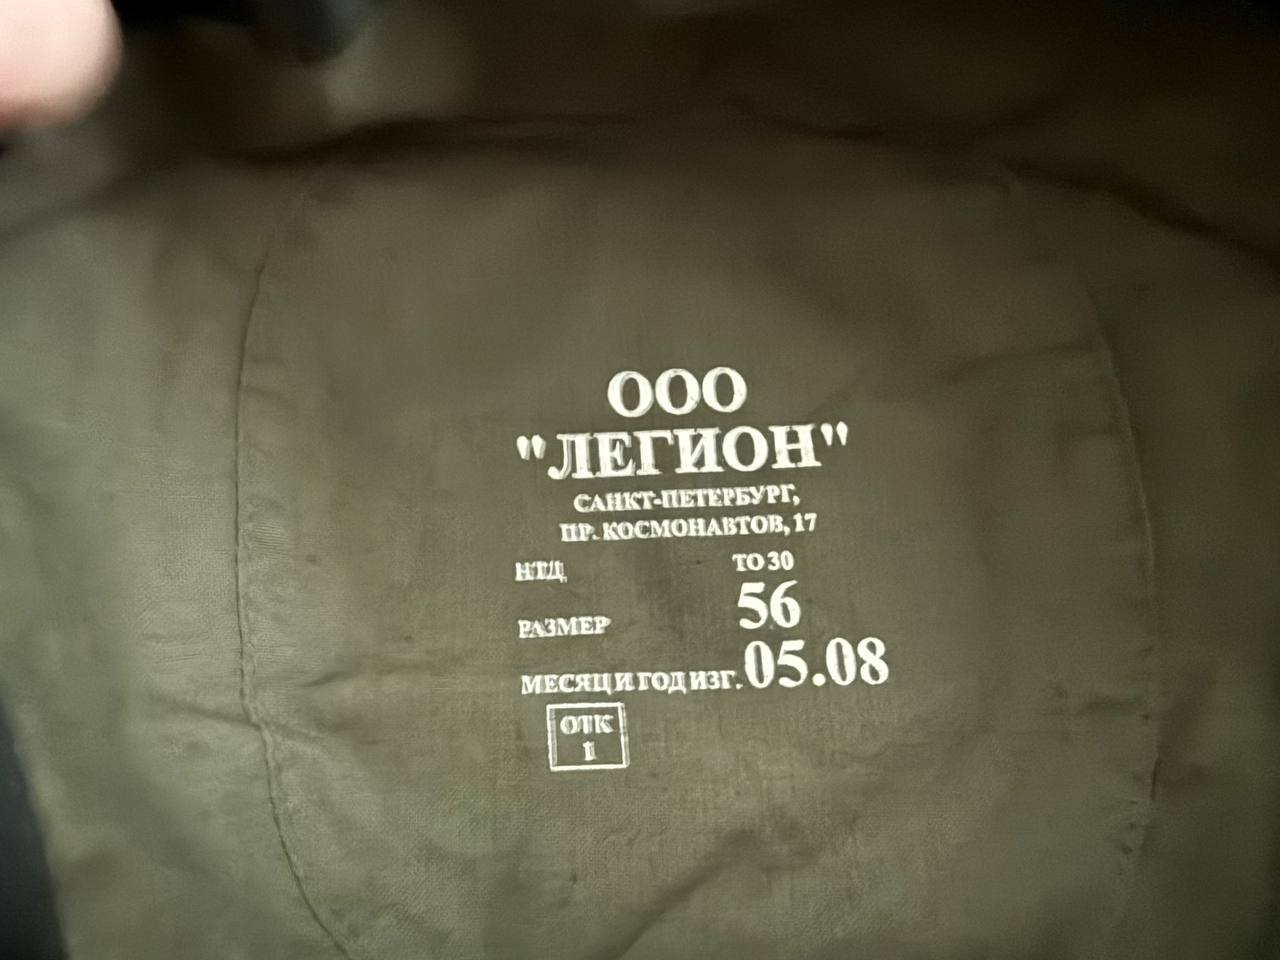 ООО
"ЛЕГИОН"
САНКТ-ПЕТЕРБУРГ,
ПР. КОСМОНАВТОВ, 17
НТД ТО 30
РАЗМЕР 56
МЕСЯЦ И ГОД ИЗГ. 05.08
ОТК
1